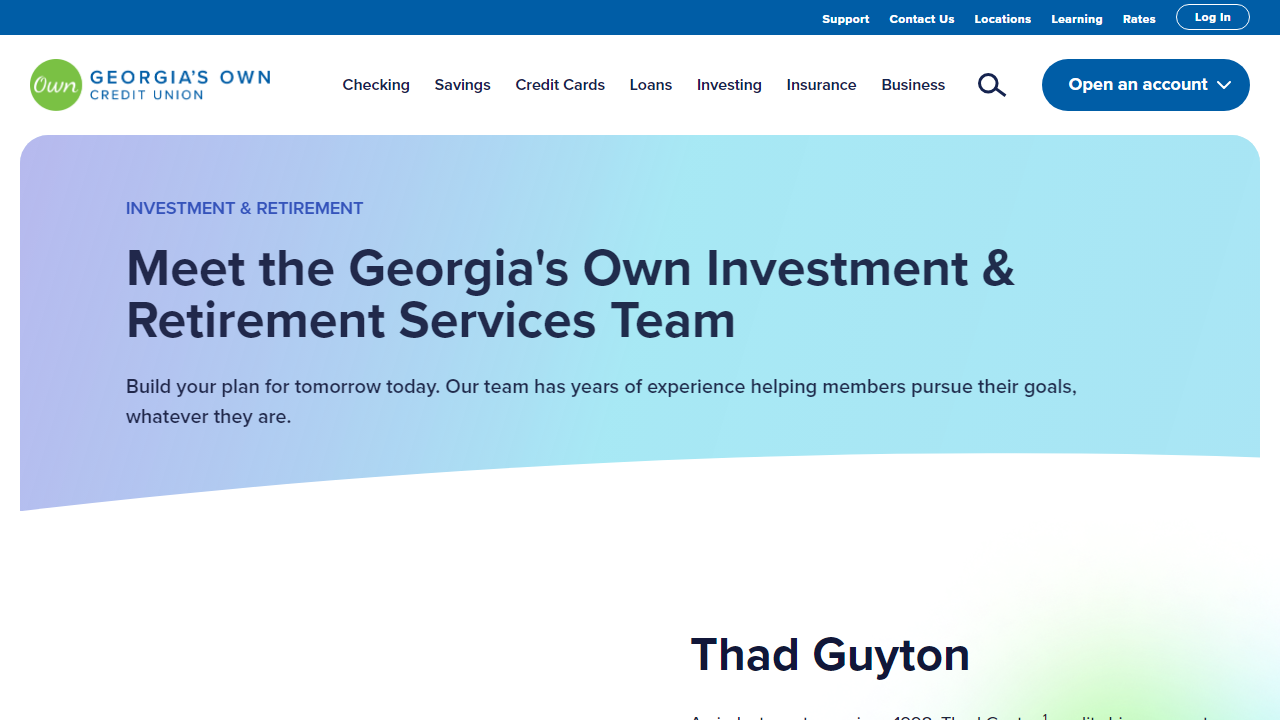 Support Contact Us Locations Learning Rates Log In
Own GEORGIA'S OWN
CREDIT UNION
Checking Savings Credit Cards Loans Investing Insurance Business Open an account
INVESTMENT & RETIREMENT
Meet the Georgia's Own Investment &
Retirement Services Team
Build your plan for tomorrow today. Our team has years of experience helping members pursue their goals,
whatever they are.
Thad Guyton